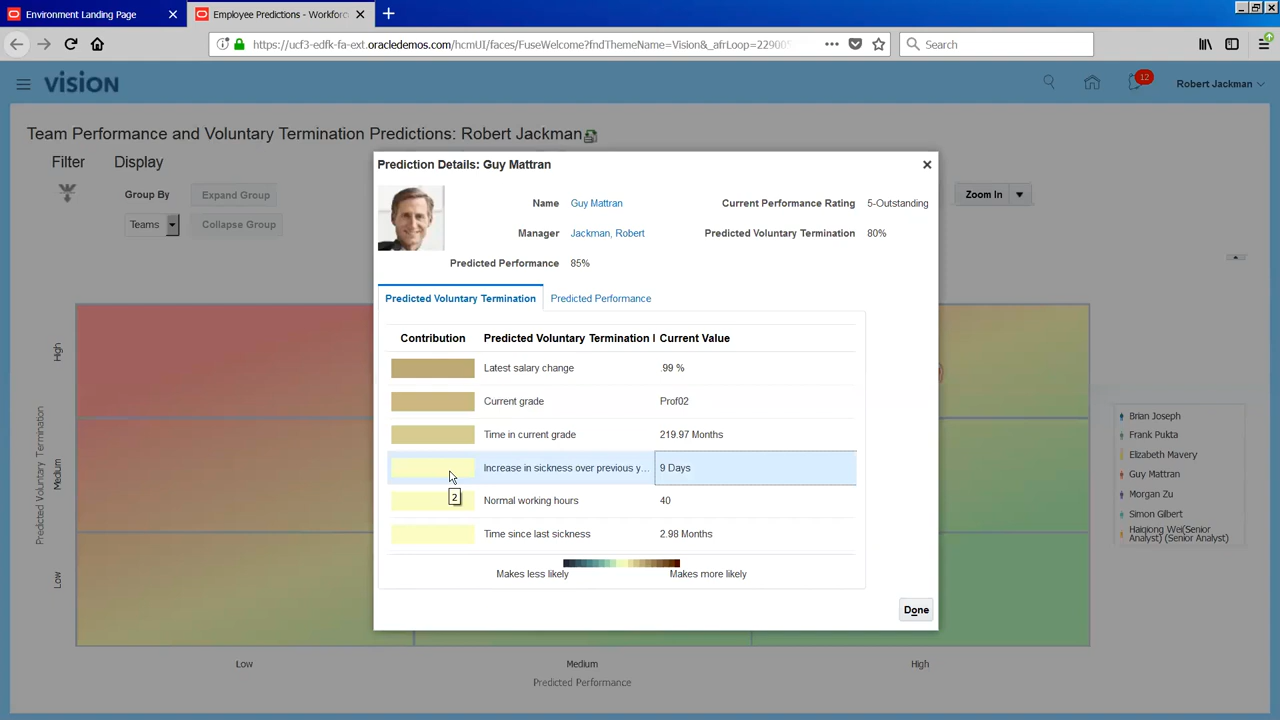 Environment Landing Page
Employee Predictions - Workforc
https://ucf3-edfk-fa-ext.oracledemos.com/hcmUI/faces/FuseWelcome?fndThemeName=Vision&_afrLoop=22900
Search
VISION
12
Robert Jackman
Team Performance and Voluntary Termination Predictions: Robert Jackman
Filter
Display
Group By
Expand Group
Teams
Collapse Group
Zoom In
Prediction Details: Guy Mattran
Name
Guy Mattran
Current Performance Rating
5-Outstanding
Manager
Jackman, Robert
Predicted Voluntary Termination
80%
Predicted Performance
85%
Predicted Voluntary Termination
Predicted Performance
Contribution
Predicted Voluntary Termination
Current Value
Latest salary change
.99 %
Current grade
Prof02
Time in current grade
219.97 Months
Increase in sickness over previous y...
9 Days
2
Normal working hours
40
Time since last sickness
2.98 Months
Makes less likely
Makes more likely
Done
High
Medium
Low
Predicted Voluntary Termination
Low
Medium
High
Predicted Performance
Brian Joseph
Frank Pukta
Elizabeth Mavery
Guy Mattran
Morgan Zu
Simon Gilbert
Haiqiong Wei(Senior
Analyst) (Senior Analyst)